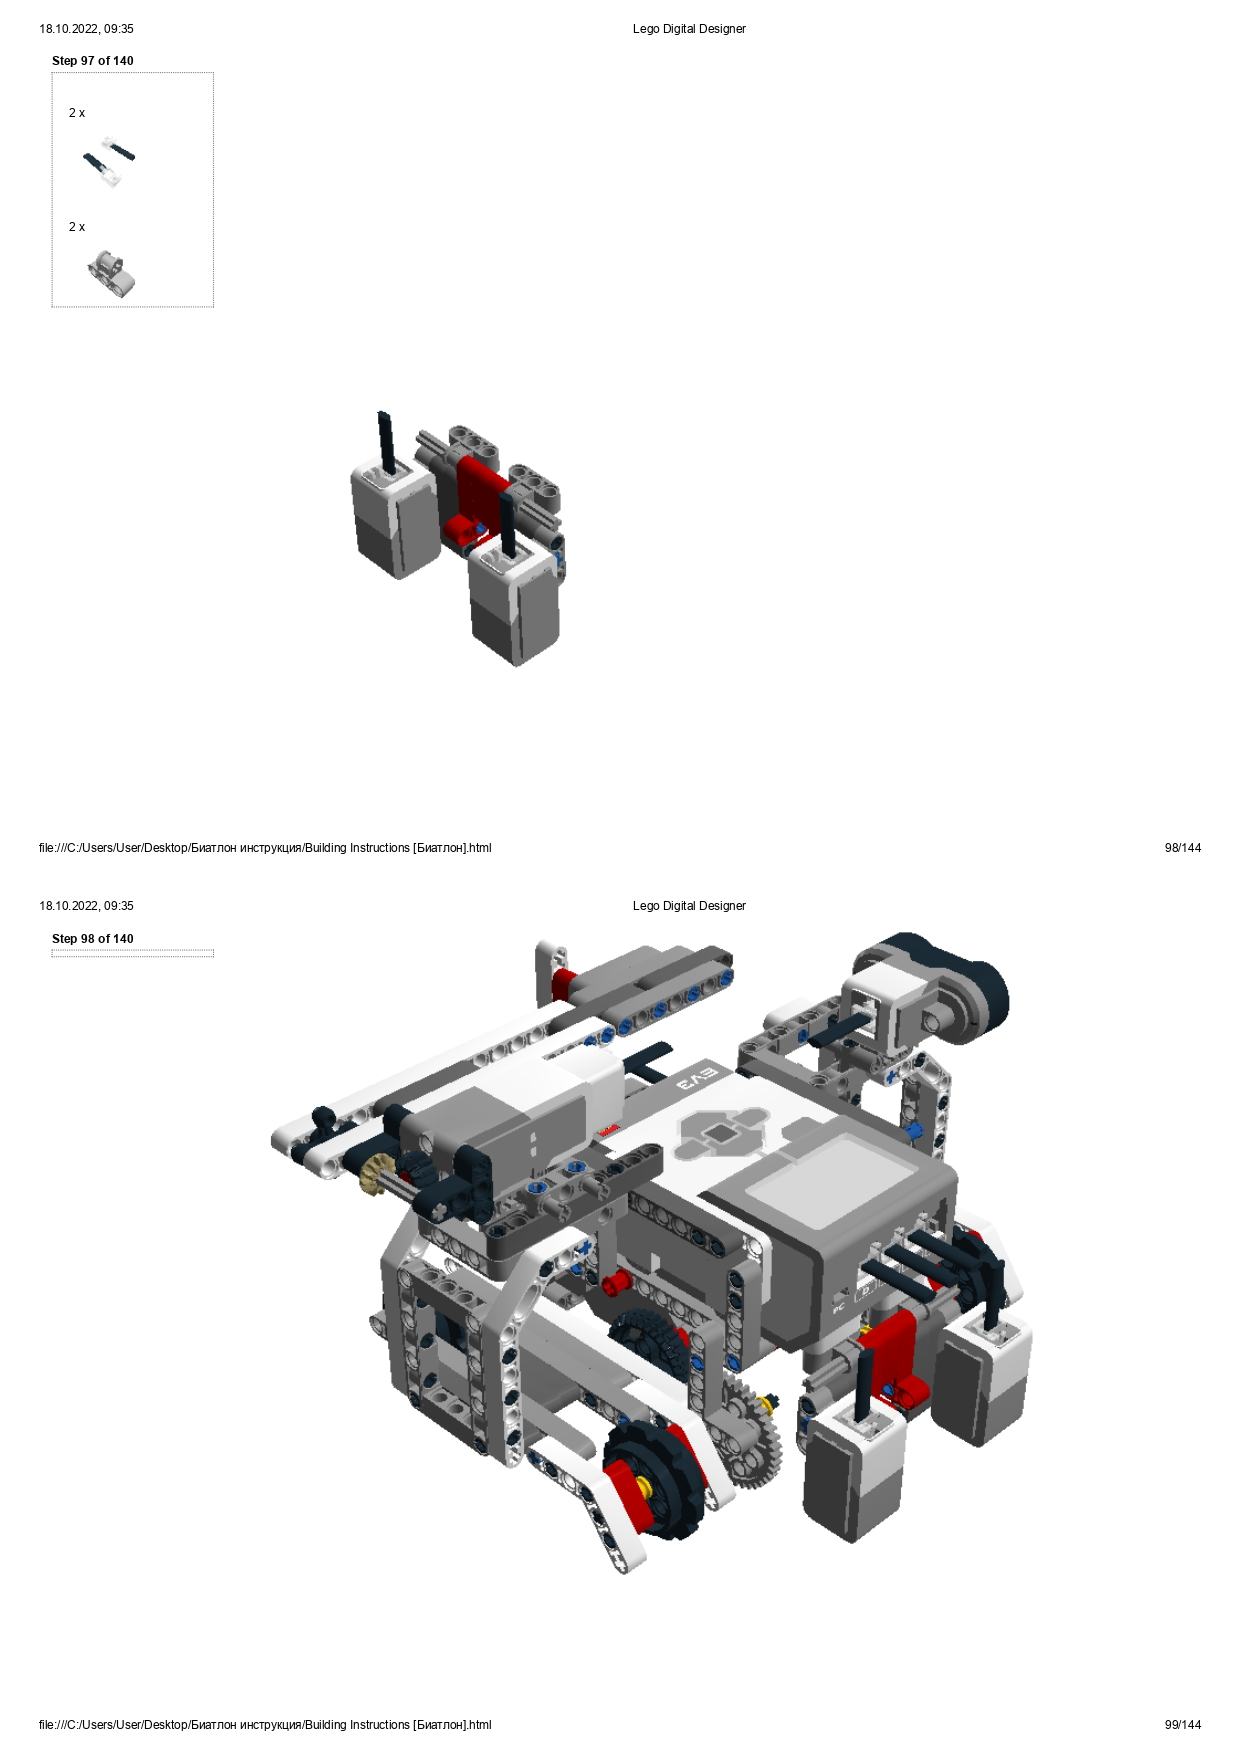 18.10.2022, 09:35 Lego Digital Designer
Step 97 of 140
2 x
2 x
file:///C:/Users/User/Desktop/Биатлон инструкция/Building Instructions [Биатлон].html 98/144
18.10.2022, 09:35 Lego Digital Designer
Step 98 of 140
EV3
PC
D
file:///C:/Users/User/Desktop/Биатлон инструкция/Building Instructions [Биатлон].html 99/144